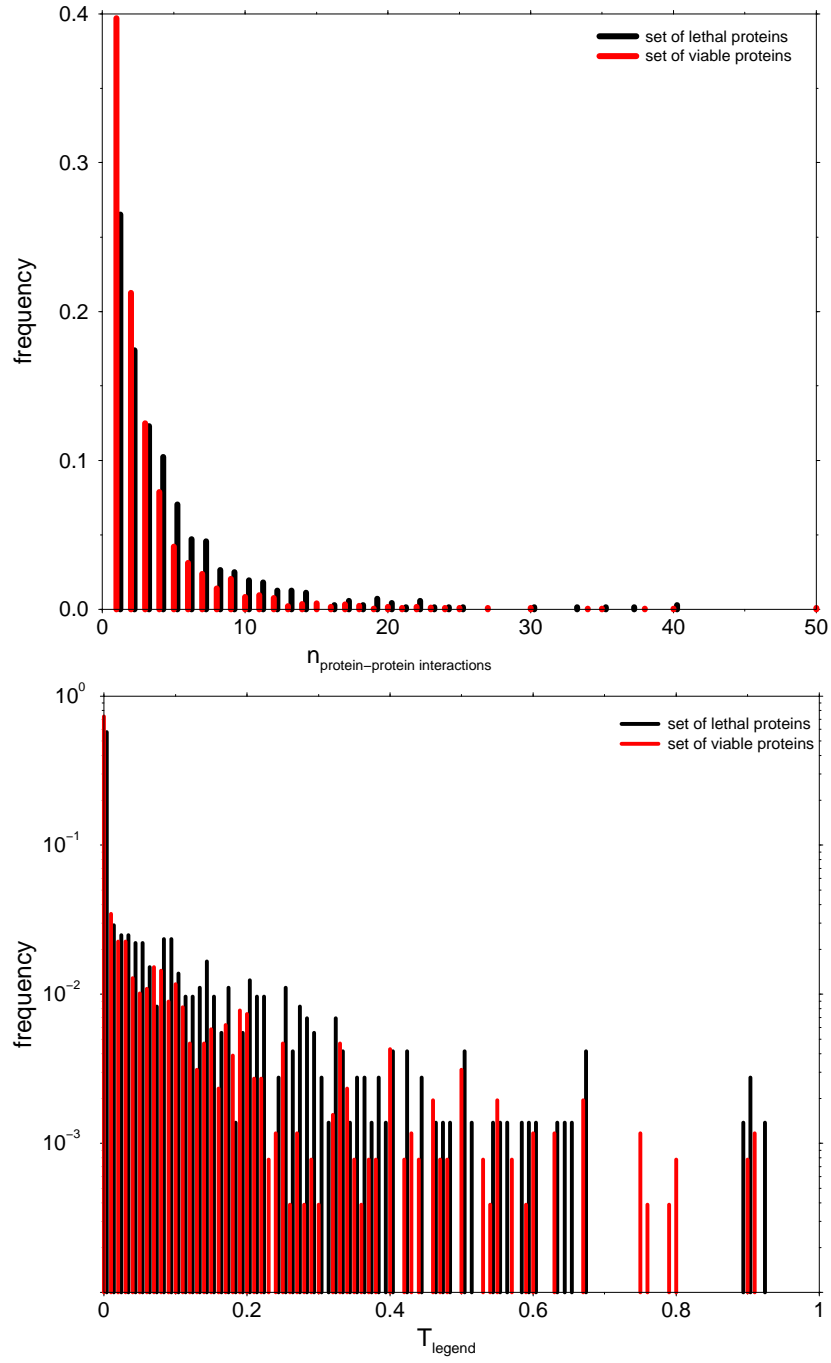 0.4
set of lethal proteins
set of viable proteins
0.3
frequency
0.2
0.1
0.0
0 10 20 30 40 50
n protein−protein interactions
10^0
set of lethal proteins
set of viable proteins
10^−1
frequency
10^−2
10^−3
0 0.2 0.4 0.6 0.8 1
T legend